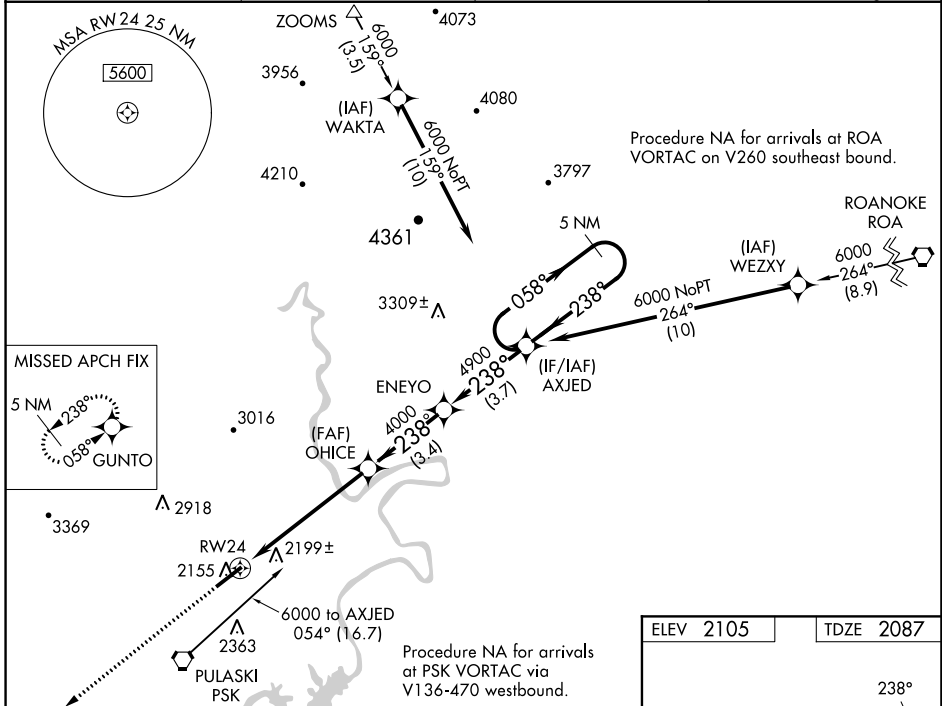 MSA RW 24 25 NM
5600
ZOOMS
6000
159°
(3.5)
4073
3956
(IAF)
WAKTA
4080
6000 NoPT
159°
(10)
Procedure NA for arrivals at ROA
VORTAC on V260 southeast bound.
4210
3797
4361
5 NM
ROANOKE
ROA
(IAF)
WEZXY
6000
264°
(8.9)
058°
238°
6000 NoPT
264°
(10)
3309±
(IF/IAF)
AXJED
4900
238°
(3.7)
MISSED APCH FIX
5 NM
238°
058°
GUNTO
ENEYO
4000
238°
(3.4)
3016
(FAF)
OHICE
2918
3369
RW24
2199±
2155
6000 to AXJED
054° (16.7)
2363
PULASKI
PSK
Procedure NA for arrivals
at PSK VORTAC via
V136-470 westbound.
ELEV 2105
TDZE 2087
238°